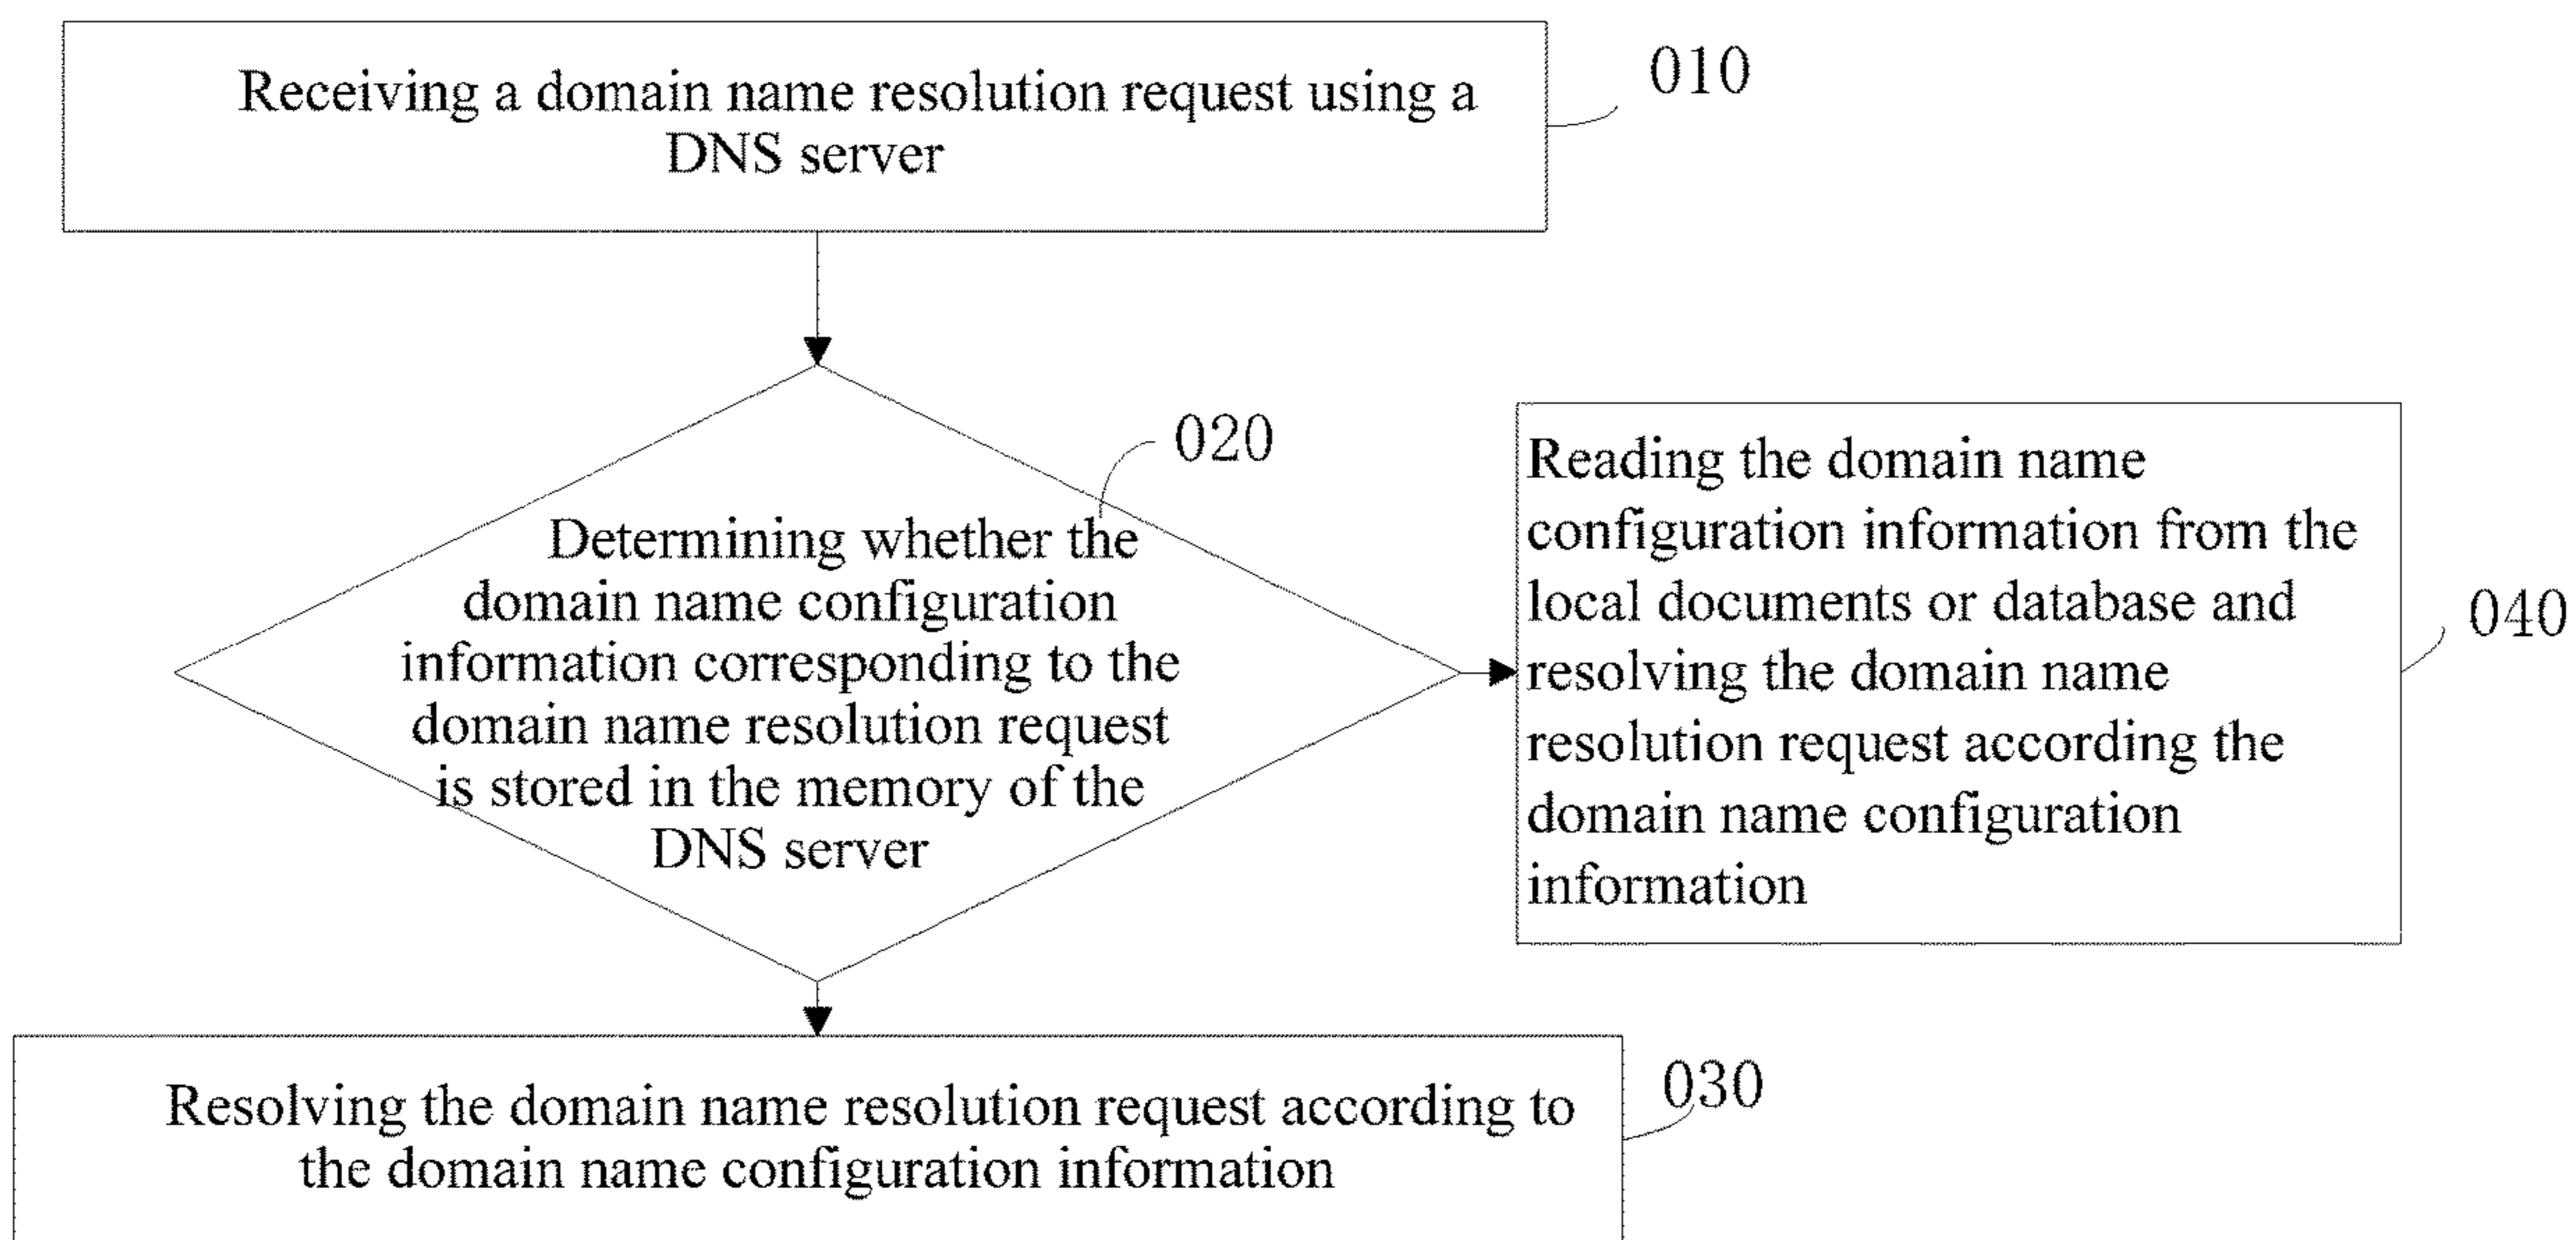 Receiving a domain name resolution request using a
DNS server
010
020
Determining whether the
domain name configuration
information corresponding to the
domain name resolution request
is stored in the memory of the
DNS server
Reading the domain name
configuration information from the
local documents or database and
resolving the domain name
resolution request according the
domain name configuration
information
040
Resolving the domain name resolution request according to
the domain name configuration information
030